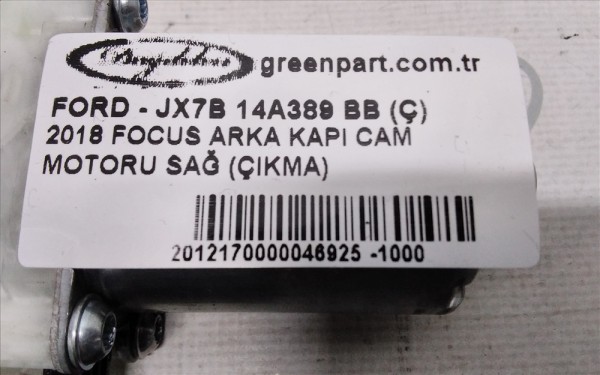 greenpart.com.tr
FORD - JX7B 14A389 BB (Ç)
2018 FOCUS ARKA KAPI CAM
MOTORU SAĞ (ÇIKMA)
2012170000046925 -1000